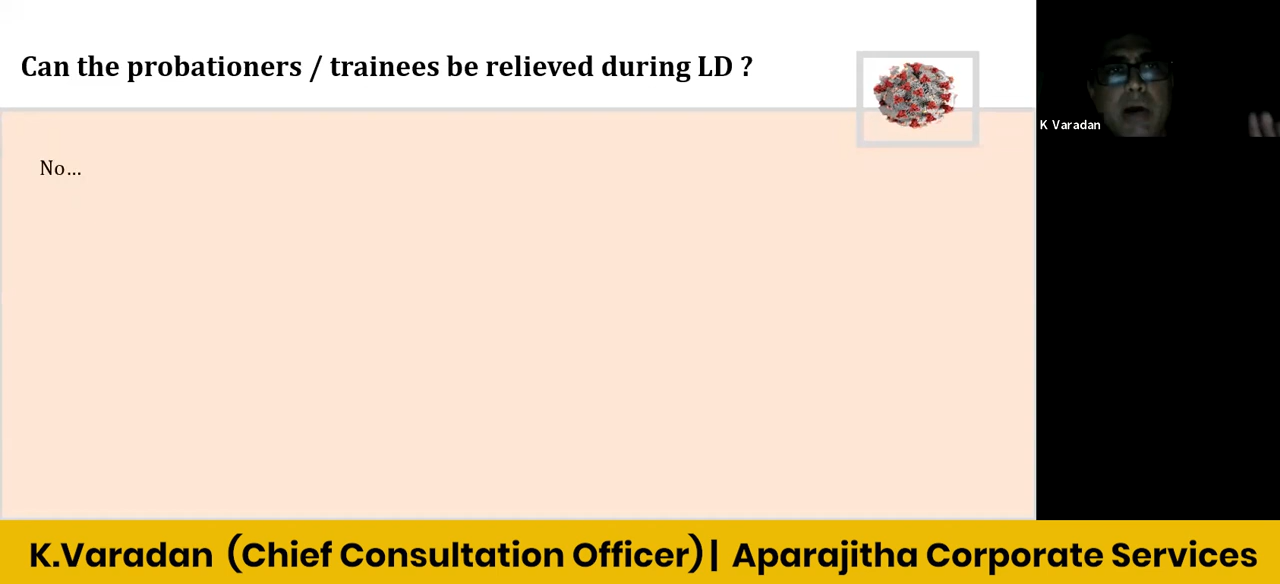 Can the probationers / trainees be relieved during LD ?
K Varadan
No...
K.Varadan (Chief Consultation Officer) | Aparajitha Corporate Services